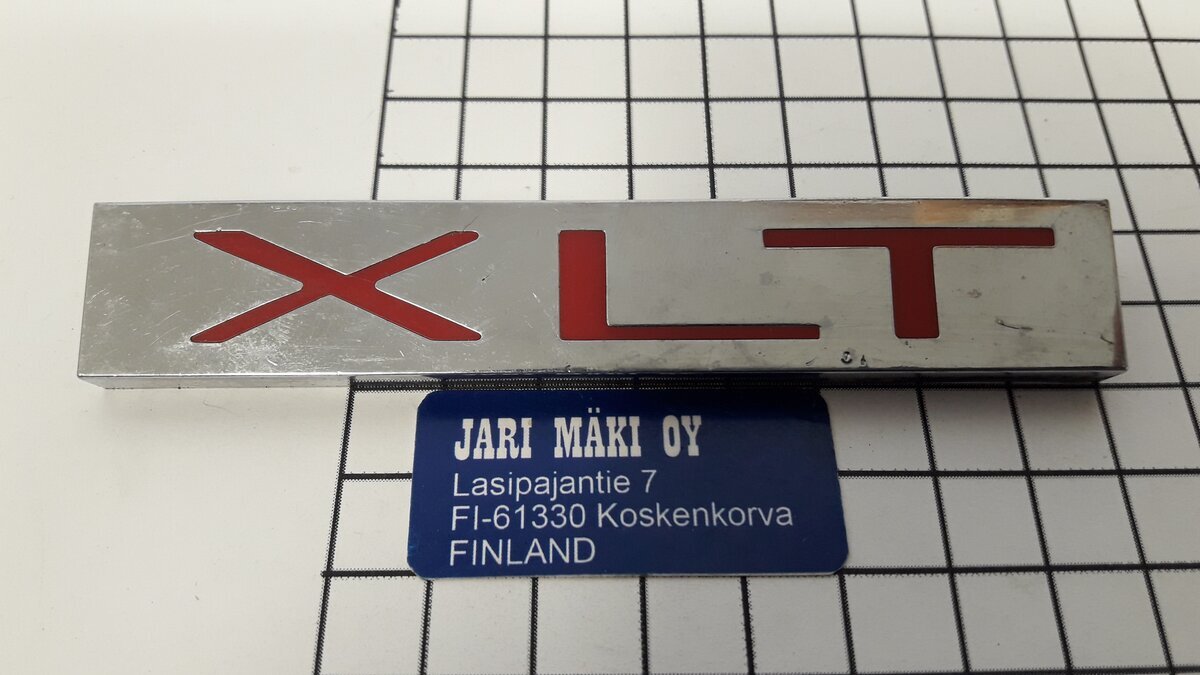 XLT
JARI MÄKI OY
Lasipajantie 7
FI-61330 Koskenkorva
FINLAND